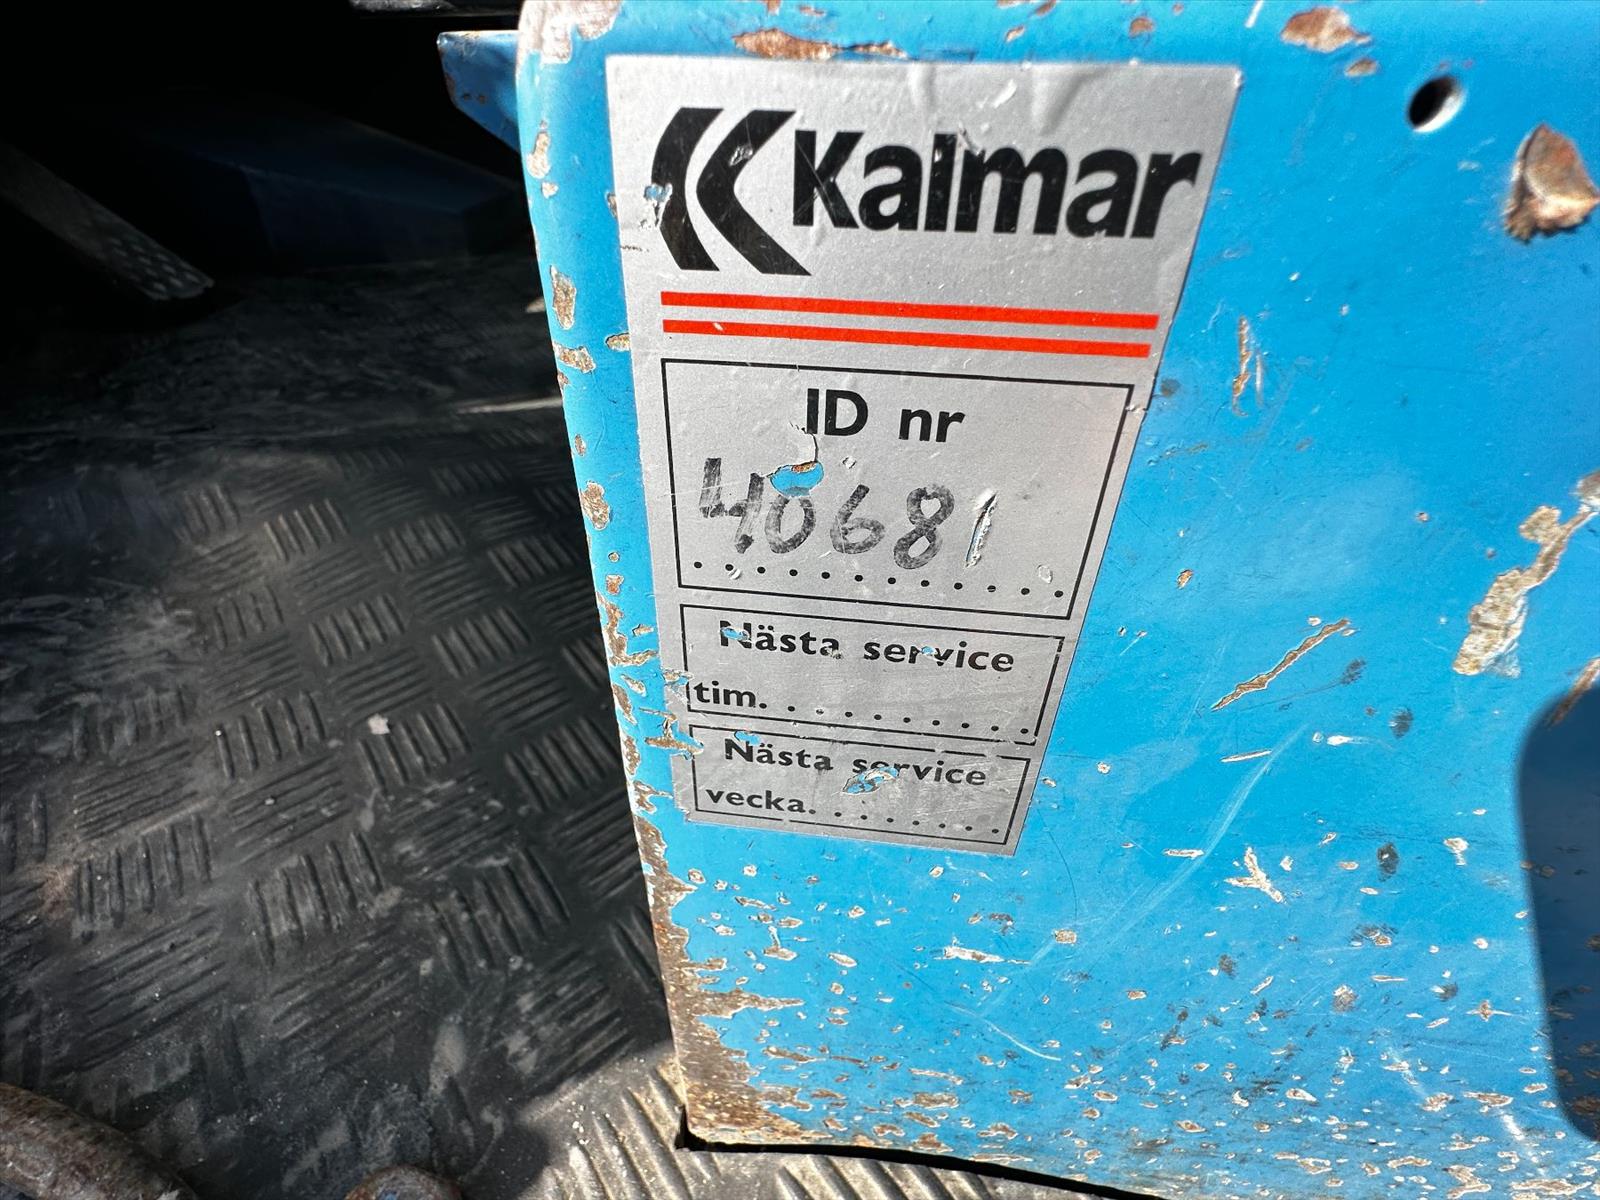 Kalmar
ID nr
40681
Nästa service
tim.........
Nästa service
vecka........